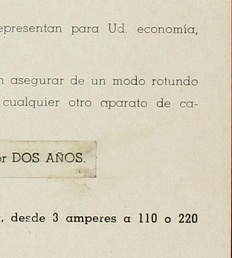 representan para Ud. economía,
asegurar de un modo rotundo
cualquier otro aparato de ca-
DOS AÑOS.
desde 3 amperes a 110 o 220